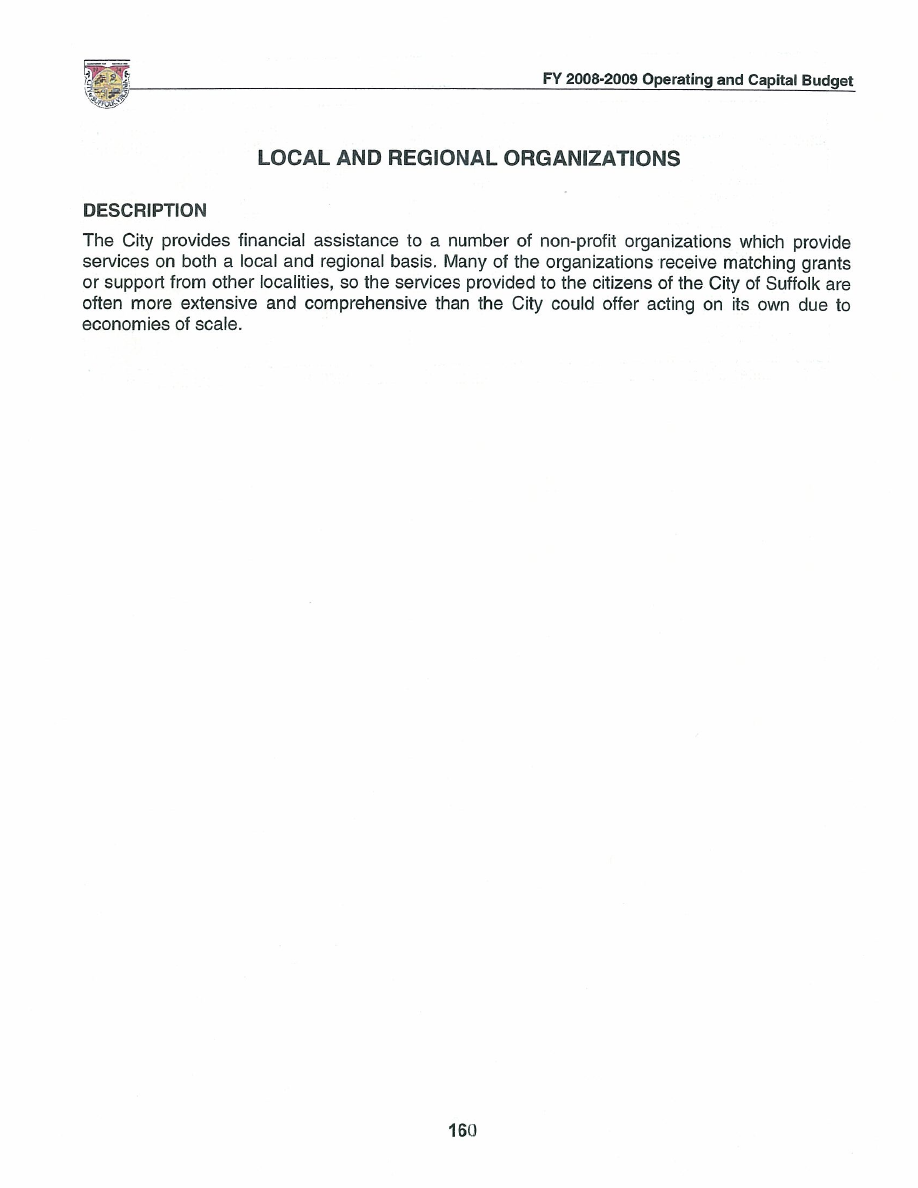 FY 2008-2009 Operating and Capital Budget
LOCAL AND REGIONAL ORGANIZATIONS
DESCRIPTION
The City provides financial assistance to a number of non-profit organizations which provide
services on both a local and regional basis. Many of the organizations receive matching grants
or support from other localities, so the services provided to the citizens of the City of Suffolk are
often more extensive and comprehensive than the City could offer acting on its own due to
economies of scale.
160